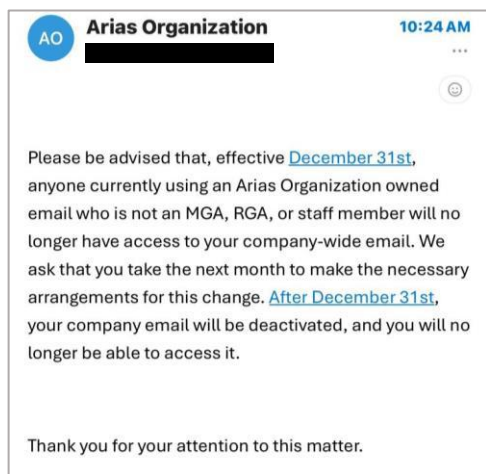 AO
Arias Organization
10:24 AM
...
Please be advised that, effective December 31st,
anyone currently using an Arias Organization owned
email who is not an MGA, RGA, or staff member will no
longer have access to your company-wide email. We
ask that you take the next month to make the necessary
arrangements for this change. After December 31st,
your company email will be deactivated, and you will no
longer be able to access it.
Thank you for your attention to this matter.